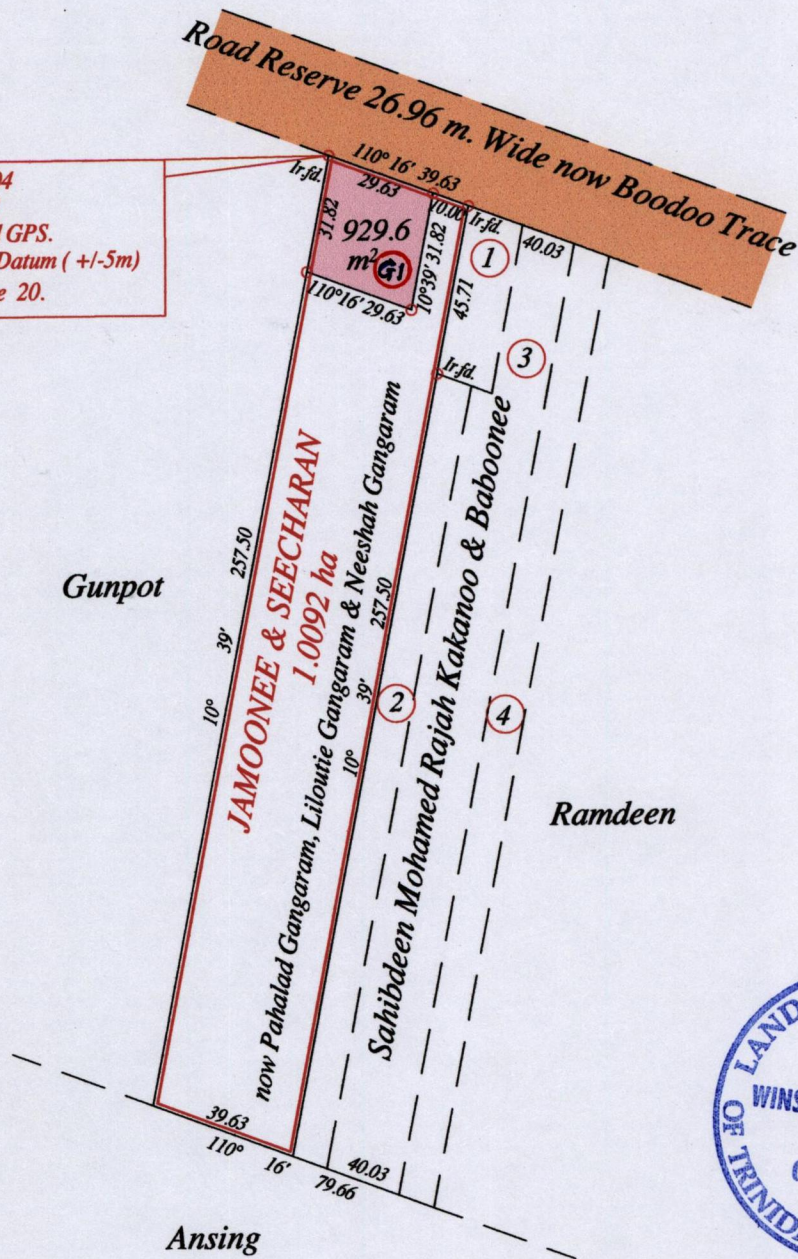 Road Reserve 26.96 m. Wide now Boodoo Trace
04
GPS.
Datum ( +/-5m)
e 20.
Ir.fd.
110° 16' 39.63
29.63
10.00
Ir.fd.
31.82
929.6
m²
G1
10°39' 31.82
110°16' 29.63
45.71
40.03
1
3
Ir.fd.
Gunpot
257.50
39'
10°
JAMOONEE & SEECHARAN
1.0092 ha
now Pahalad Gangaram, Liloutie Gangaram & Neeshah Gangaram
257.50
39'
10°
2
4
Sahibdeen Mohamed Rajah Kakanoo & Baboonee
Ramdeen
39.63
110° 16'
40.03
79.66
Ansing
LAND
WINS
OF TRINID